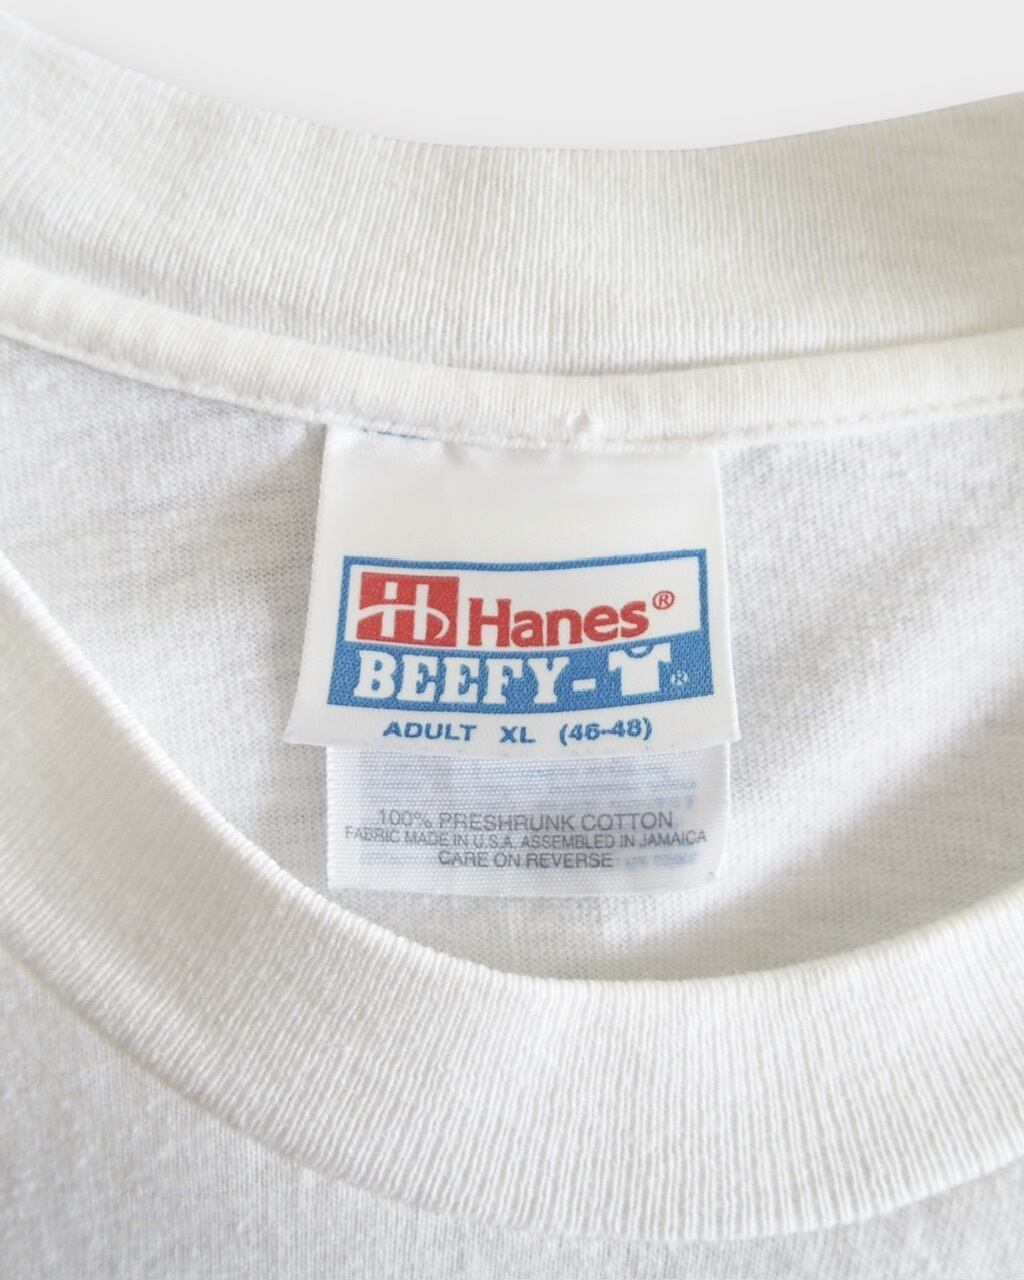 H Hanes®
BEEFY-T®
ADULT XL (46-48)
100% PRESHRUNK COTTON
FABRIC MADE IN U.S.A. ASSEMBLED IN JAMAICA
CARE ON REVERSE